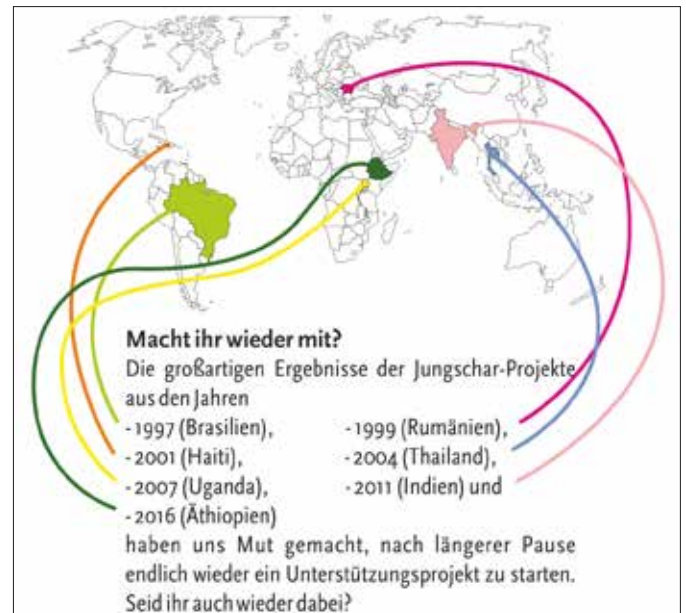 Macht ihr wieder mit?
Die großartigen Ergebnisse der Jungschar-Projekte
aus den Jahren
- 1997 (Brasilien), - 1999 (Rumänien),
- 2001 (Haiti), - 2004 (Thailand),
- 2007 (Uganda), - 2011 (Indien) und
- 2016 (Äthiopien)
haben uns Mut gemacht, nach längerer Pause
endlich wieder ein Unterstützungsprojekt zu starten.
Seid ihr auch wieder dabei?